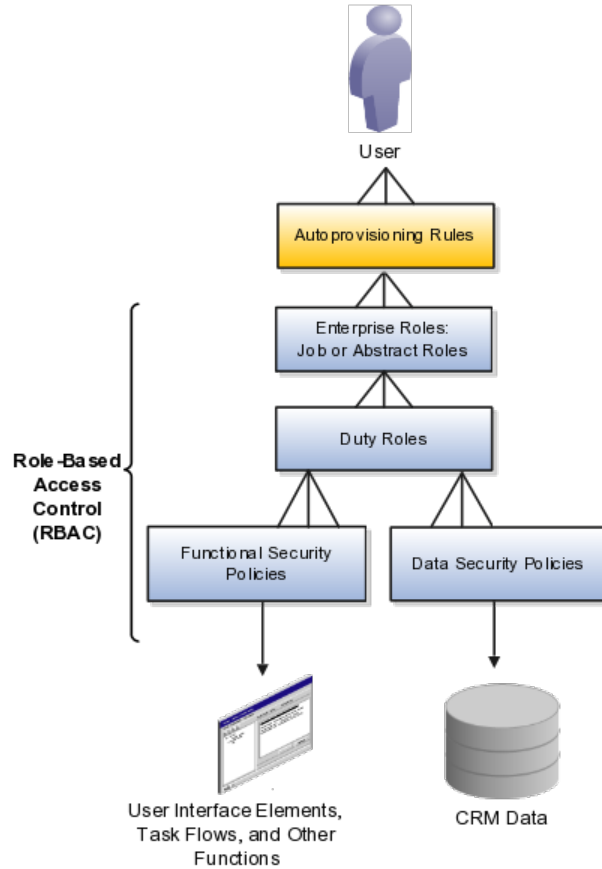 User
Autoprovisioning Rules
Enterprise Roles:
Job or Abstract Roles
Duty Roles
Role-Based
Access
Control
(RBAC)
Functional Security
Policies
Data Security Policies
User Interface Elements,
Task Flows, and Other
Functions
CRM Data